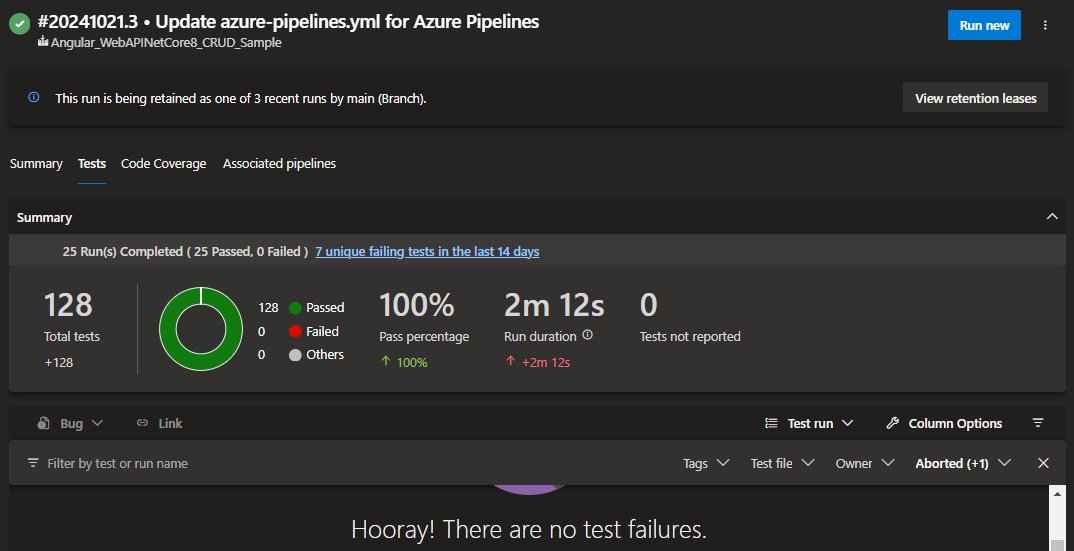 #20241021.3 • Update azure-pipelines.yml for Azure Pipelines
Run new
Angular_WebAPINetCore8_CRUD_Sample
This run is being retained as one of 3 recent runs by main (Branch).
View retention leases
Summary Tests Code Coverage Associated pipelines
Summary
25 Run(s) Completed ( 25 Passed, 0 Failed ) 7 unique failing tests in the last 14 days
128
Total tests
+128
128 Passed
0 Failed
0 Others
100%
Pass percentage
100%
2m 12s
Run duration
+2m 12s
0
Tests not reported
Bug Link Test run Column Options
Filter by test or run name Tags Test file Owner Aborted (+1)
Hooray! There are no test failures.